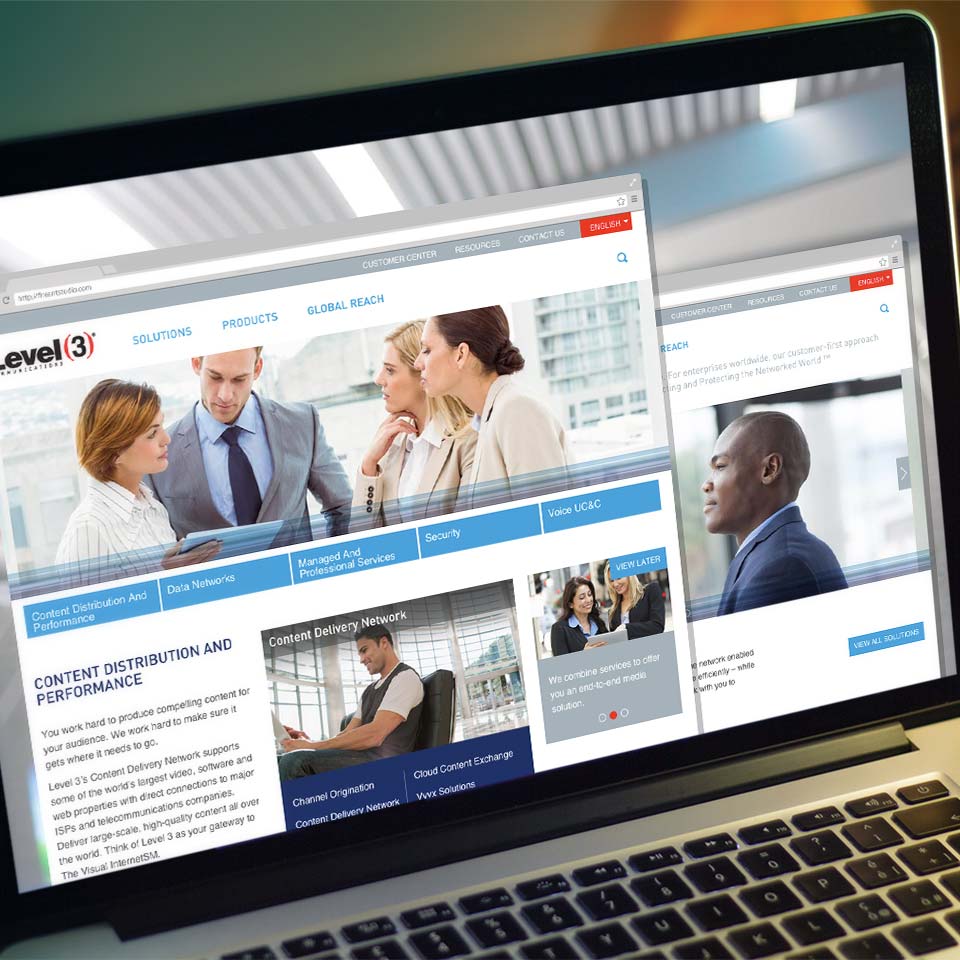 http://fineartstudio.com
CUSTOMER CENTER
RESOURCES
CONTACT US
ENGLISH
Level (3)®
SOLUTIONS
PRODUCTS
GLOBAL REACH
Content Distribution And
Performance
Data Networks
Managed And
Professional Services
Security
Voice UC&C
CONTENT DISTRIBUTION AND
PERFORMANCE
You work hard to produce compelling content for
your audience. We work hard to make sure it
gets where it needs to go.
Level 3's Content Delivery Network supports
some of the world's largest video, software and
web properties with direct connections to major
ISPs and telecommunications companies.
Deliver large-scale, high-quality content all over
the world. Think of Level 3 as your gateway to
The Visual InternetSM.
Content Delivery Network
Channel Origination
Content Delivery Network
Cloud Content Exchange
Vyvx Solutions
VIEW LATER
We combine services to offer
you an end-to-end media
solution.
CUSTOMER CENTER
RESOURCES
CONTACT US
ENGLISH
REACH
For enterprises worldwide, our customer-first approach
cting and Protecting the Networked World ™
VIEW ALL SOLUTIONS
network enabled
efficiently – while
with you to